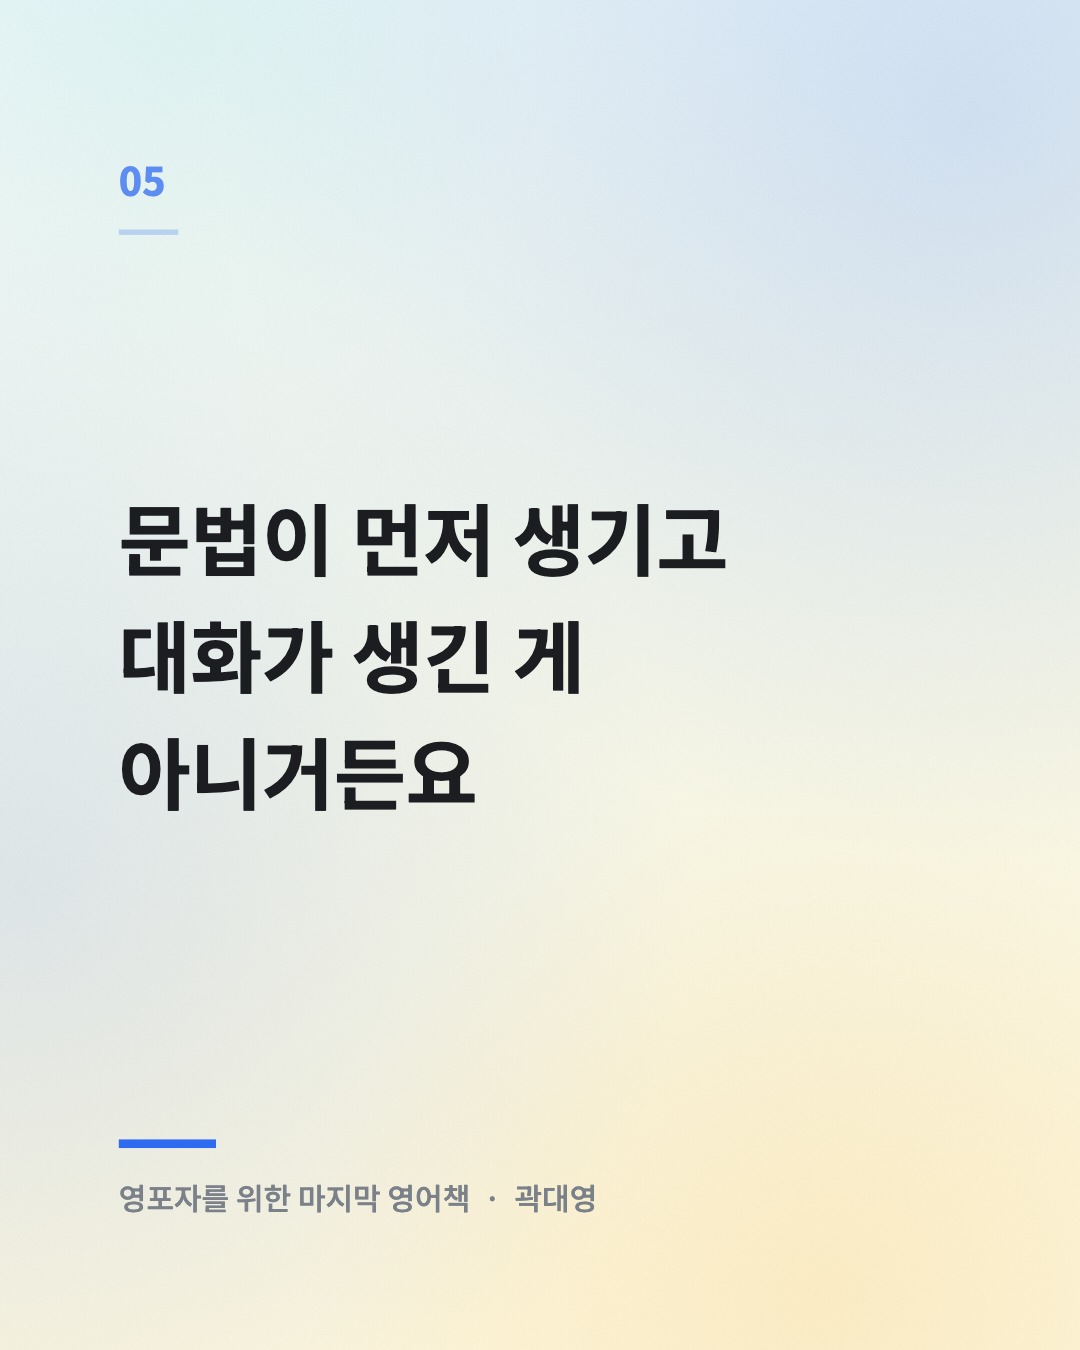 05
문법이 먼저 생기고
대화가 생긴 게
아니거든요
영포자를 위한 마지막 영어책 · 곽대영